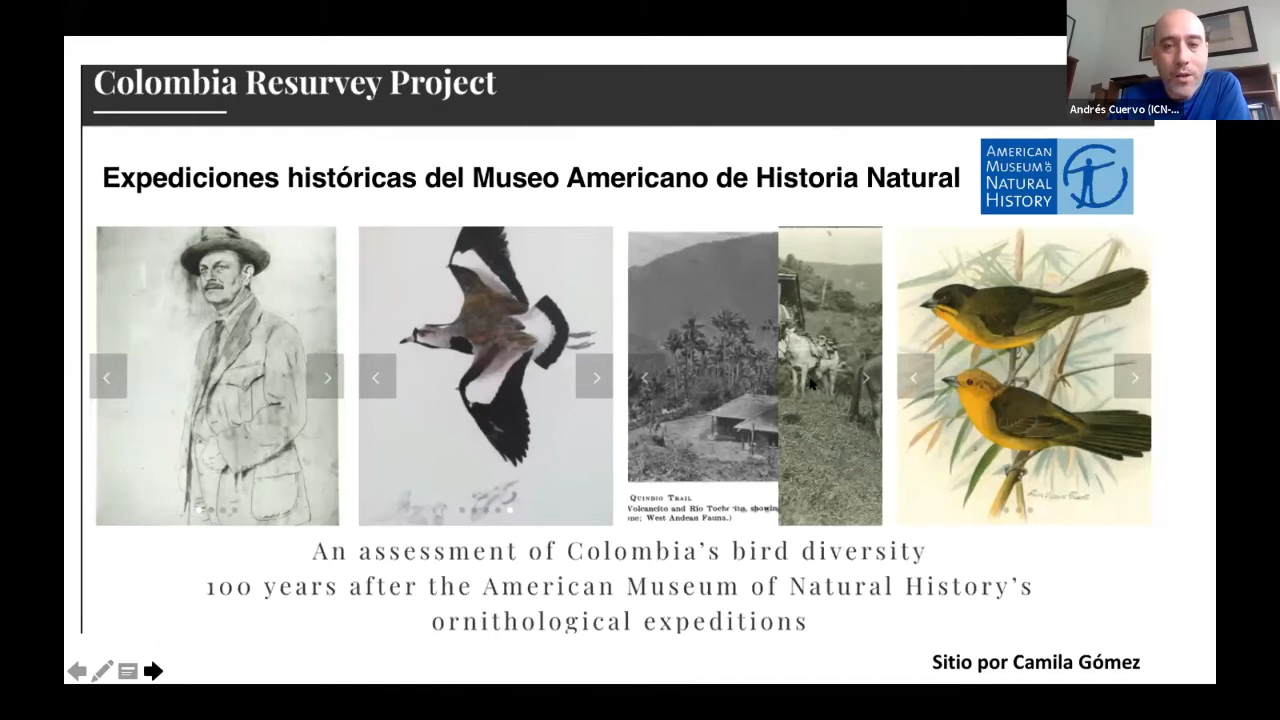 Colombia Resurvey Project
Andrés Cuervo (ICN-...
Expediciones históricas del Museo Americano de Historia Natural
AMERICAN
MUSEUM OF
NATURAL
HISTORY
QUINDIO TRAIL
Volcancito and Rio Toche
showing
West Andean Fauna.)
An assessment of Colombia's bird diversity
100 years after the American Museum of Natural History's
ornithological expeditions
Sitio por Camila Gómez